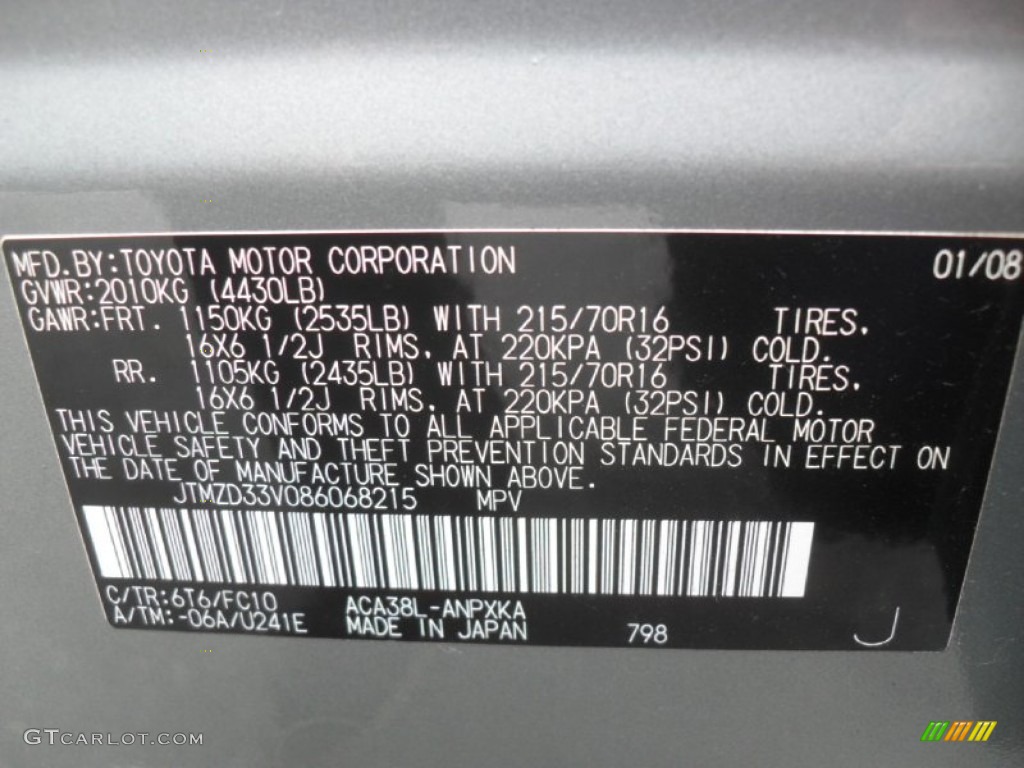 MFD.BY:TOYOTA MOTOR CORPORATION 01/08
GVWR:2010KG (4430LB)
GAWR:FRT. 1150KG (2535LB) WITH 215/70R16 TIRES,
16X6 1/2J RIMS, AT 220KPA (32PSI) COLD.
RR. 1105KG (2435LB) WITH 215/70R16 TIRES,
16X6 1/2J RIMS, AT 220KPA (32PSI) COLD.
THIS VEHICLE CONFORMS TO ALL APPLICABLE FEDERAL MOTOR
VEHICLE SAFETY AND THEFT PREVENTION STANDARDS IN EFFECT ON
THE DATE OF MANUFACTURE SHOWN ABOVE.
JTMZD33V086068215 MPV
C/TR:6T6/FC10 ACA38L-ANPXKA
A/TM:-06A/U241E MADE IN JAPAN 798 J
GTCARLOT.COM